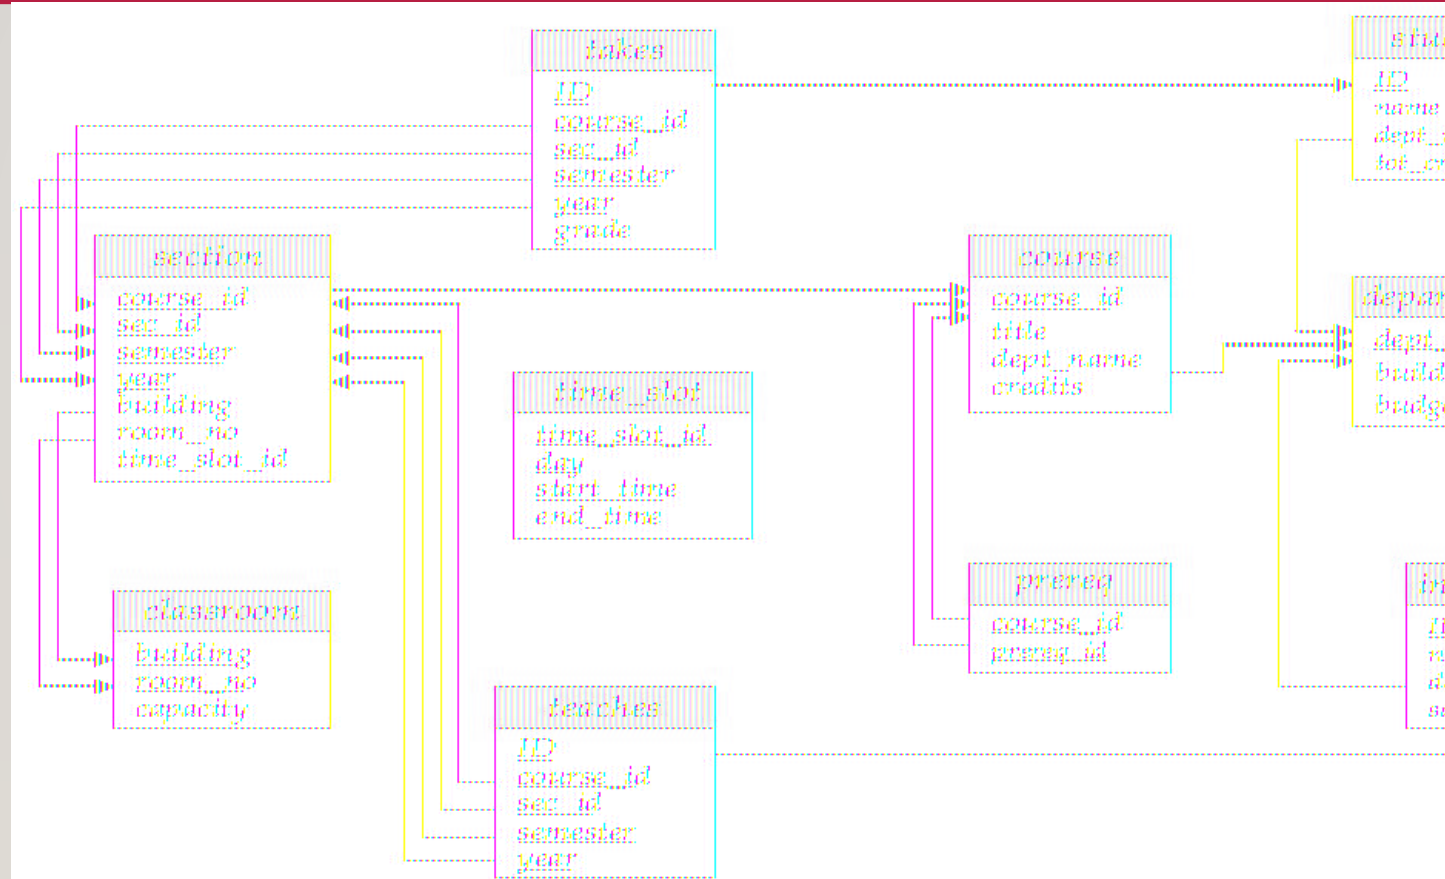 takes
ID
course_id
sec_id
semester
year
grade
ID
name
section
course_id
sec_id
semester
year
building
room_no
time_slot_id
course
course_id
title
dept_name
credits
time_slot
time_slot_id
day
start_time
end_time
classroom
building
room_no
capacity
prereq
course_id
prereq_id
teaches
ID
course_id
sec_id
semester
year